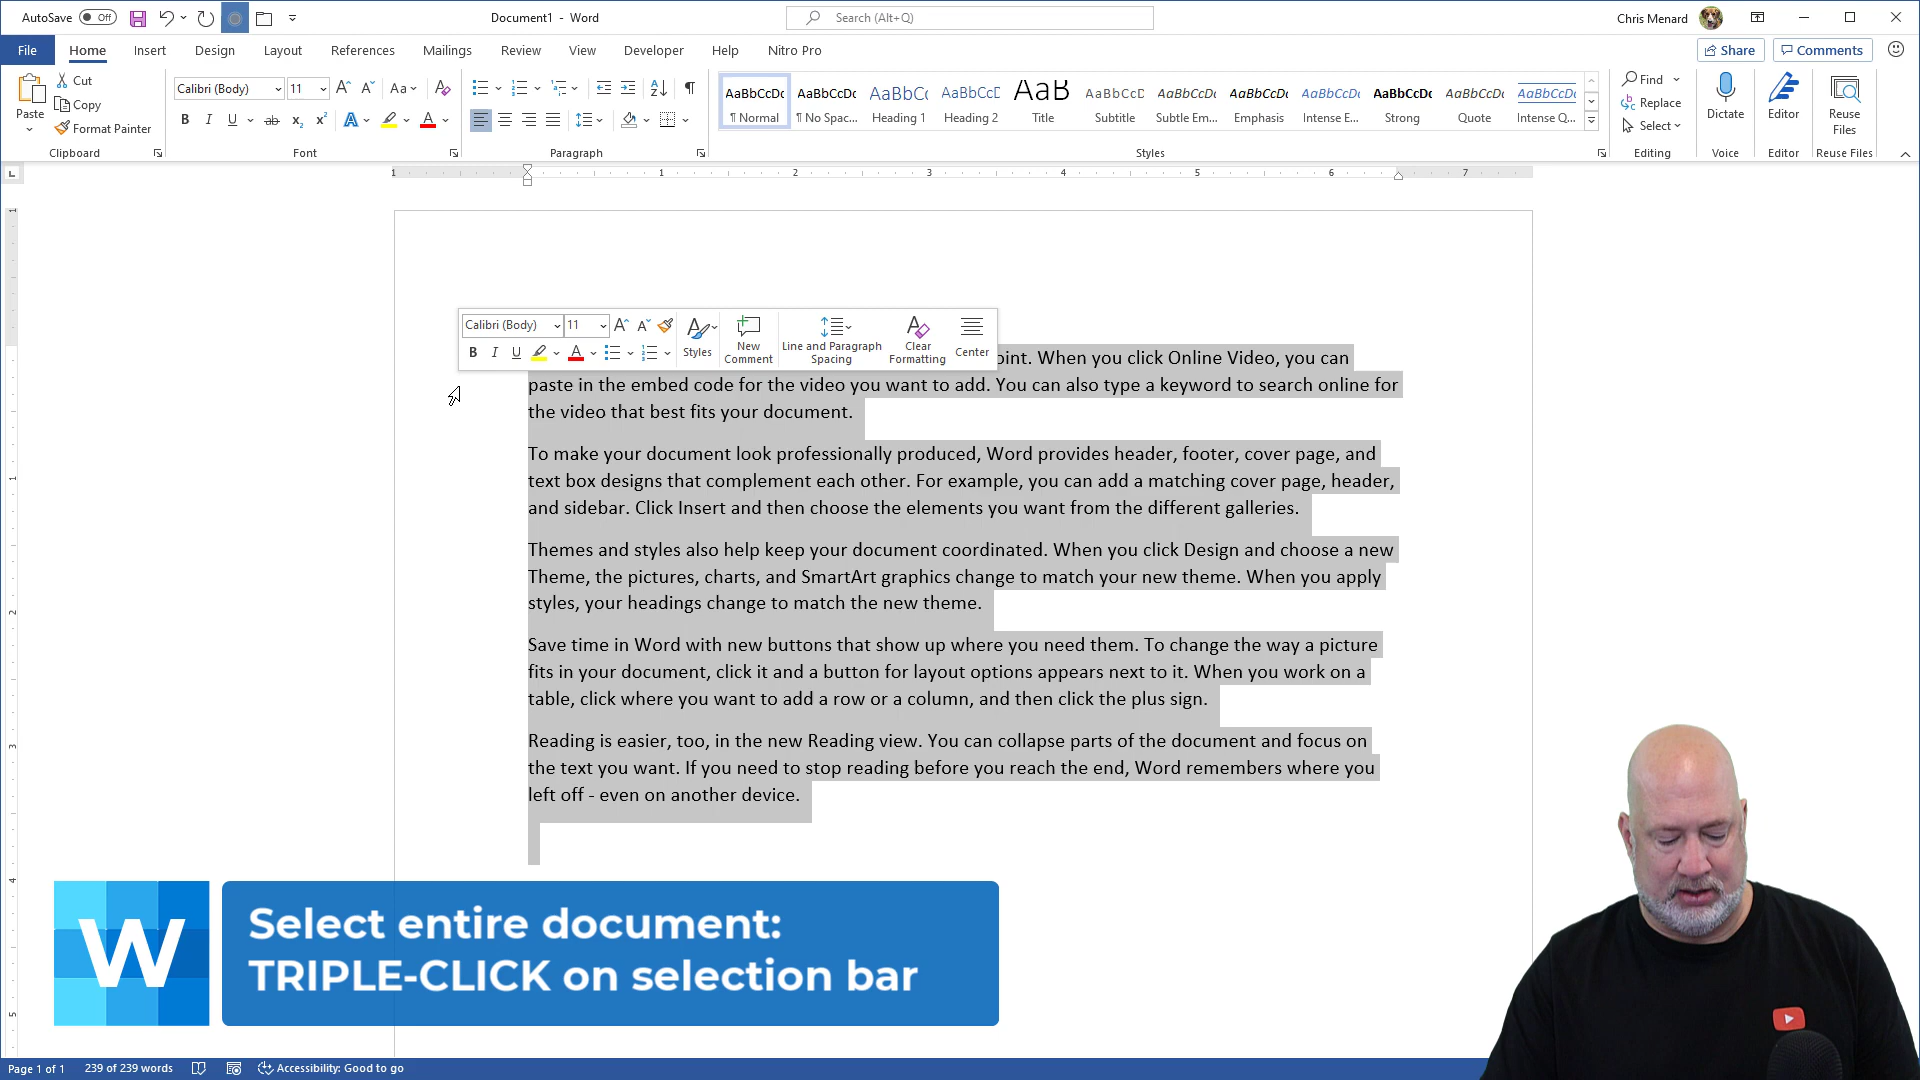 AutoSave Off
Document1 - Word
Search (Alt+Q)
Chris Menard
File Home Insert Design Layout References Mailings Review View Developer Help Nitro Pro
Share Comments
Paste
Cut
Copy
Format Painter
Calibri (Body) 11
Aa
AaBbCcDc ¶ Normal
AaBbCcDc ¶ No Spac...
AaBbCc Heading 1
AaBbCcD Heading 2
AaB Title
AaBbCcD Subtitle
AaBbCcDc Subtle Em...
AaBbCcDc Emphasis
AaBbCcDc Intense E...
AaBbCcDc Strong
AaBbCcDc Quote
AaBbCcDc Intense Q...
Find
Replace
Select
Dictate
Editor
Reuse Files
Clipboard Font Paragraph Styles Editing Voice Editor Reuse Files
1 1 2 3 4 5 6 7
Calibri (Body) 11
B I U
Styles
New Comment
Line and Paragraph Spacing
Clear Formatting
Center
oint. When you click Online Video, you can
paste in the embed code for the video you want to add. You can also type a keyword to search online for
the video that best fits your document.
To make your document look professionally produced, Word provides header, footer, cover page, and
text box designs that complement each other. For example, you can add a matching cover page, header,
and sidebar. Click Insert and then choose the elements you want from the different galleries.
Themes and styles also help keep your document coordinated. When you click Design and choose a new
Theme, the pictures, charts, and SmartArt graphics change to match your new theme. When you apply
styles, your headings change to match the new theme.
Save time in Word with new buttons that show up where you need them. To change the way a picture
fits in your document, click it and a button for layout options appears next to it. When you work on a
table, click where you want to add a row or a column, and then click the plus sign.
Reading is easier, too, in the new Reading view. You can collapse parts of the document and focus on
the text you want. If you need to stop reading before you reach the end, Word remembers where you
left off - even on another device.
W
Select entire document:
TRIPLE-CLICK on selection bar
Page 1 of 1 239 of 239 words Accessibility: Good to go